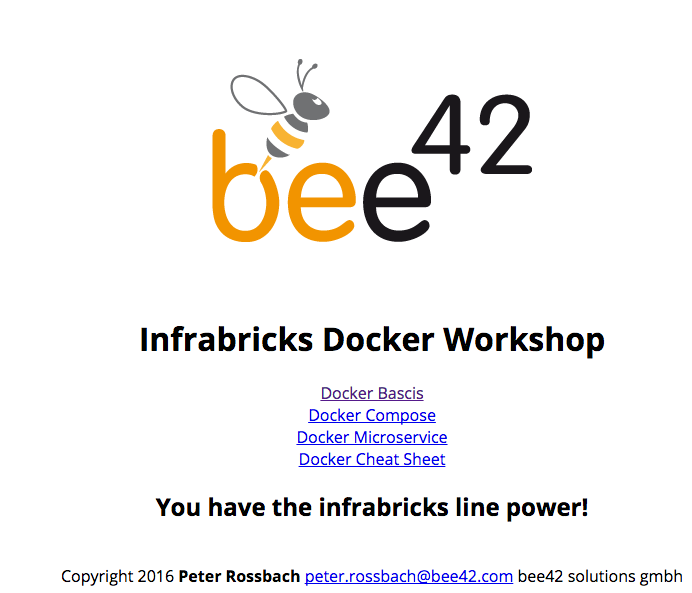 bee42
Infrabricks Docker Workshop
Docker Bascis
Docker Compose
Docker Microservice
Docker Cheat Sheet
You have the infrabricks line power!
Copyright 2016 Peter Rossbach peter.rossbach@bee42.com bee42 solutions gmbh